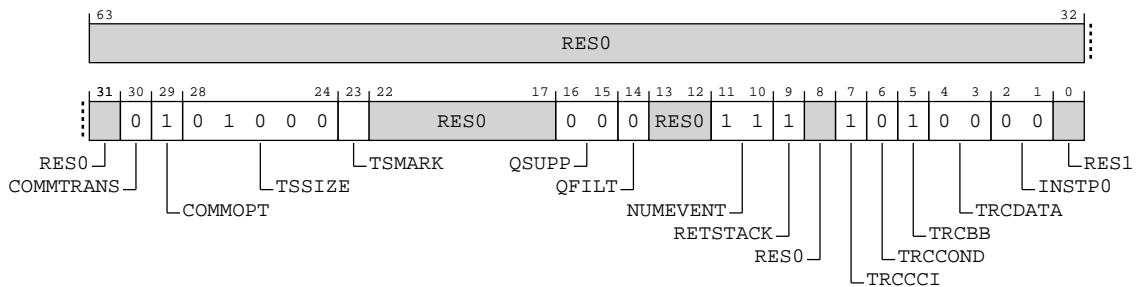 63 32
RES0
31 30 29 28 24 23 22 17 16 15 14 13 12 11 10 9 8 7 6 5 4 3 2 1 0
0 1 0 1 0 0 0 RES0 0 0 0 RES0 1 1 1 1 0 1 0 0 0 0
RES0 TSMARK QSUPP RES1
COMMTRANS TSSIZE QFILT INSTP0
COMMOPT NUMEVENT TRCDATA
RETSTACK TRCBB
RES0 TRCCOND
TRCCCI